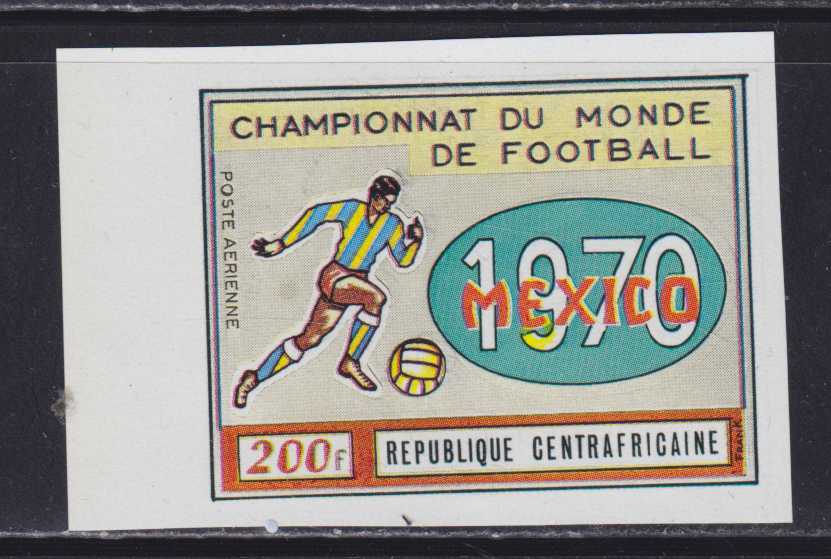 CHAMPIONNAT DU MONDE
DE FOOTBALL
POSTE AERIENNE
1970
MEXICO
200F
REPUBLIQUE CENTRAFRICAINE
FRANK